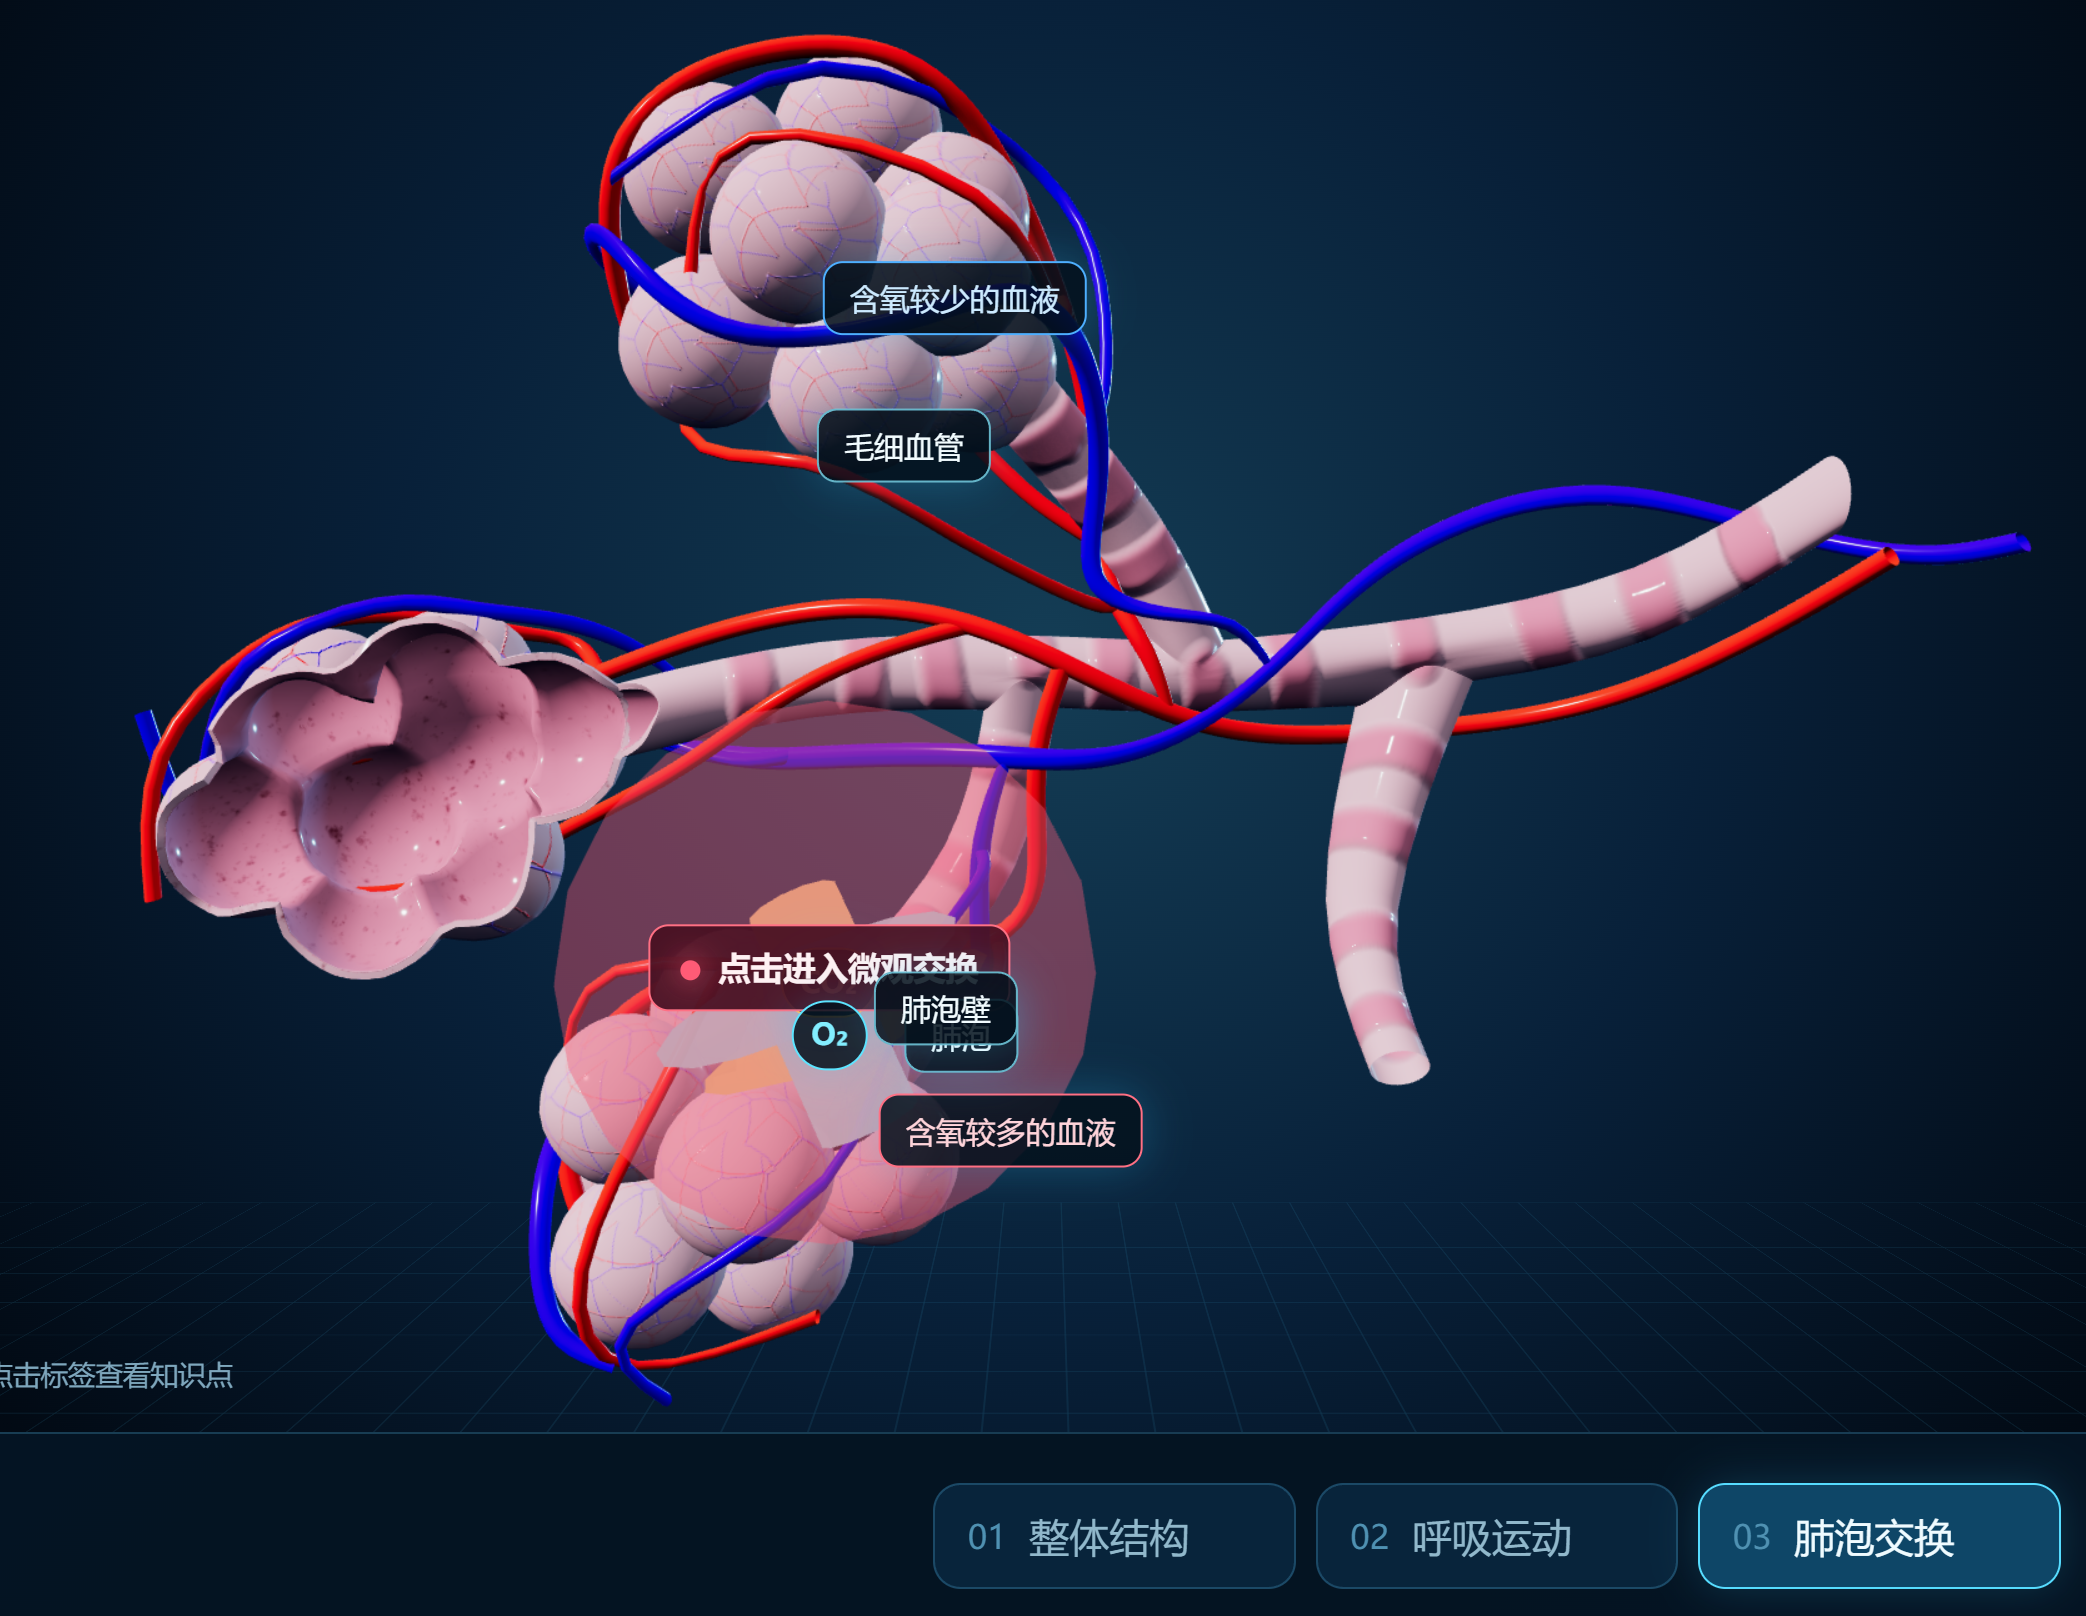 含氧较少的血液
毛细血管
点击进入微观交换
肺泡壁
O₂
肺泡
含氧较多的血液
点击标签查看知识点
01 整体结构
02 呼吸运动
03 肺泡交换